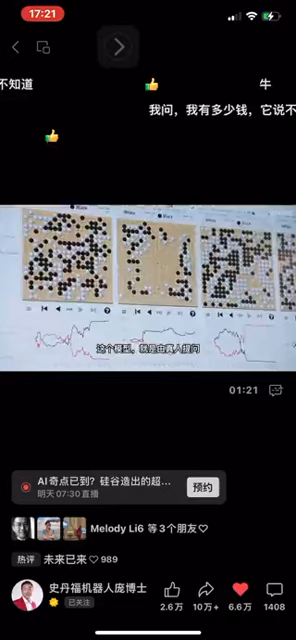 17:21
不知道
👍
牛
我问，我有多少钱，它说不
👍
这个模型，就是由真人提问
01:21
AI奇点已到？硅谷造出的超...
明天 07:30 直播
预约
Melody Li6 等3个朋友♡
热评 未来已来♡989
史丹福机器人庞博士
已关注
2.6万
10万+
6.6万
1408